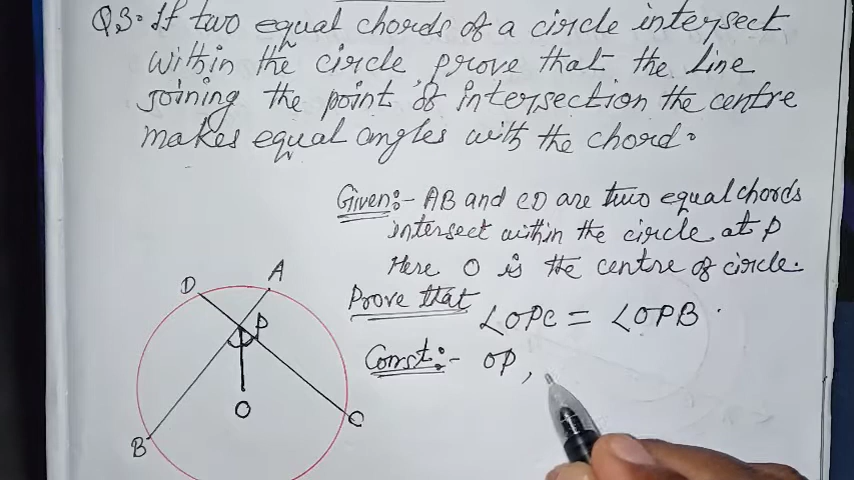 Q3. If two equal chords of a circle intersect
within the circle, prove that the Line
joining the point of intersection the centre
makes equal angles with the chord.
Given:- AB and CD are two equal chords
intersect within the circle at P
Here O is the centre of circle.
Prove that
∠OPC = ∠OPB.
Const:- OP,
D A
P
O
C
B